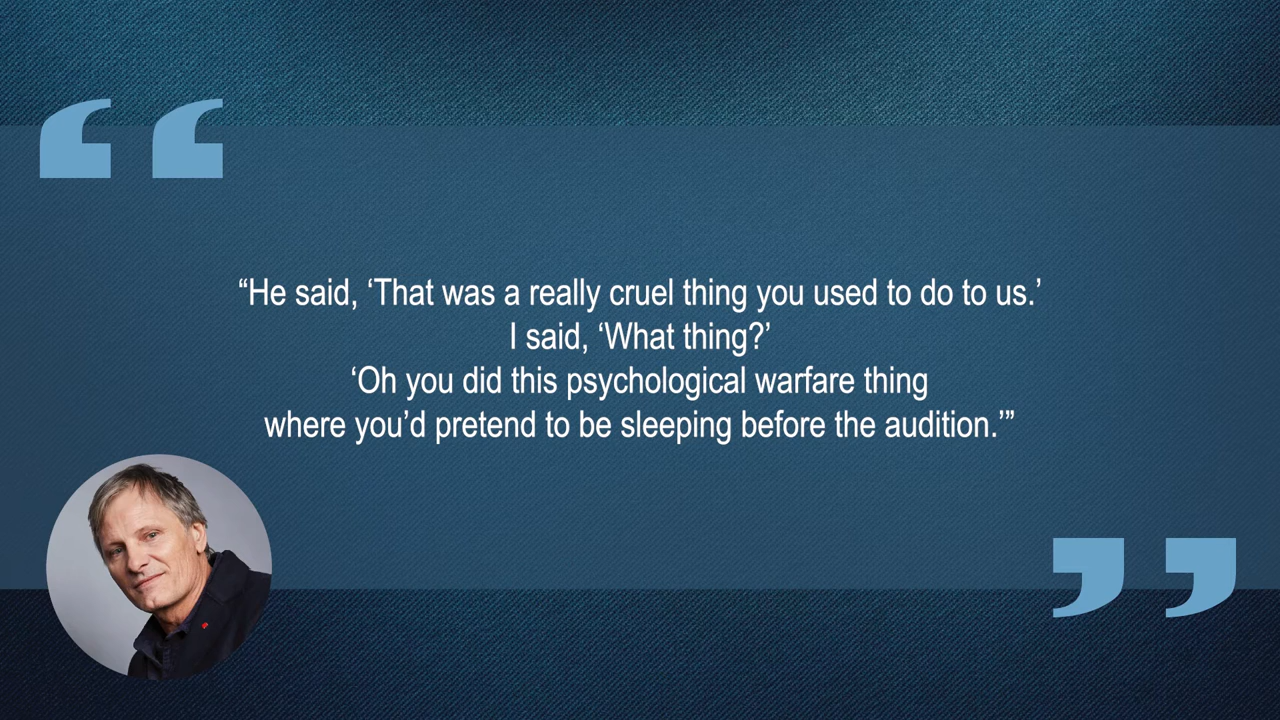 “He said, ‘That was a really cruel thing you used to do to us.’
I said, ‘What thing?’
‘Oh you did this psychological warfare thing
where you’d pretend to be sleeping before the audition.’”